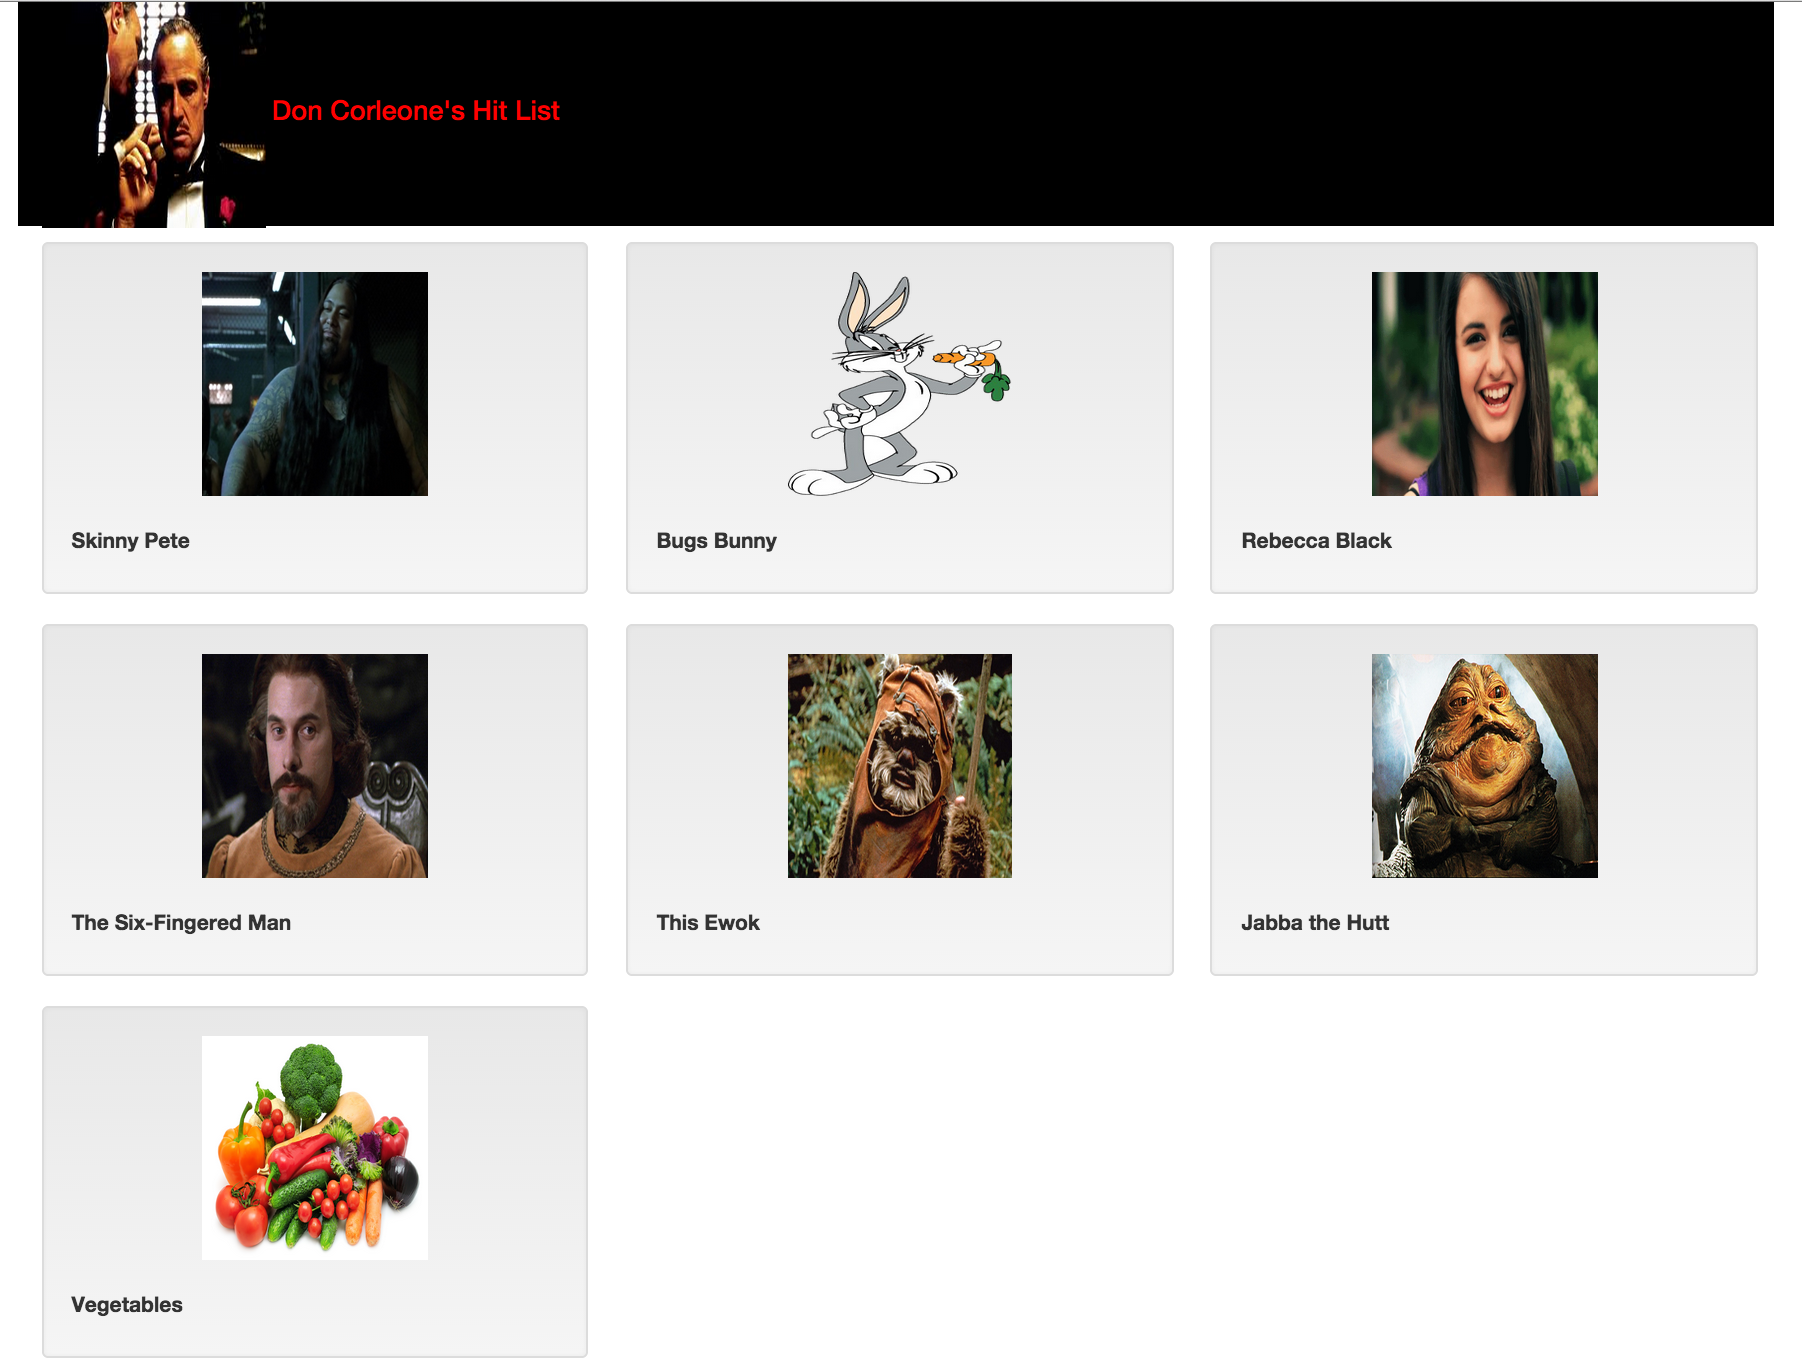 Don Corleone's Hit List
Skinny Pete
Bugs Bunny
Rebecca Black
The Six-Fingered Man
This Ewok
Jabba the Hutt
Vegetables